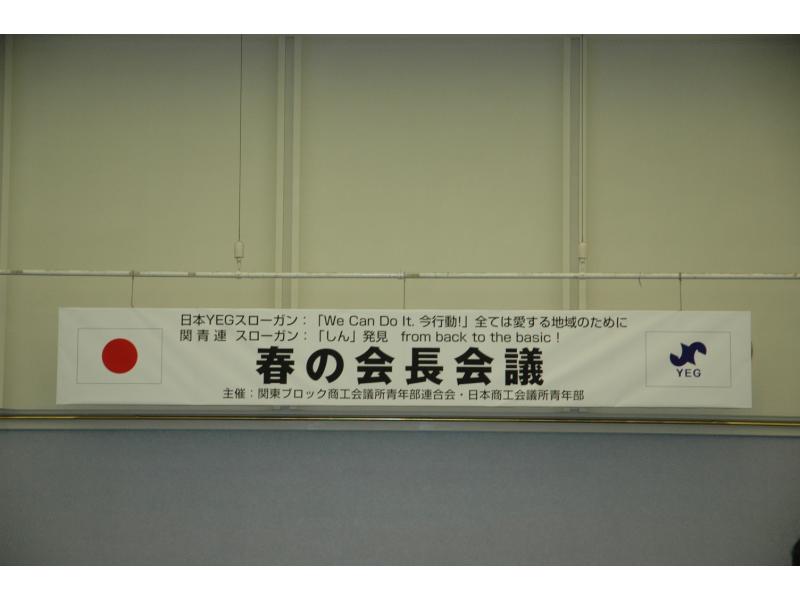 日本YEGスローガン：「We Can Do It. 今行動!」全ては愛する地域のために
関 青 連 スローガン：「しん」発見 from back to the basic !
春の会長会議
主催：関東ブロック商工会議所青年部連合会・日本商工会議所青年部
YEG